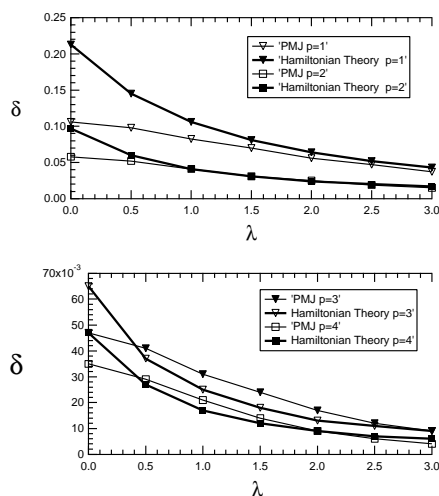 0.25
0.20
0.15
0.10
0.05
0.00
δ
'PMJ p=1'
'Hamiltonian Theory p=1'
'PMJ p=2'
'Hamiltonian Theory p=2'
0.0 0.5 1.0 1.5 2.0 2.5 3.0
λ
70x10-3
60
50
40
30
20
10
0
δ
'PMJ p=3'
Hamiltonian Theory p=3'
'PMJ p=4'
Hamiltonian Theory p=4'
0.0 0.5 1.0 1.5 2.0 2.5 3.0
λ